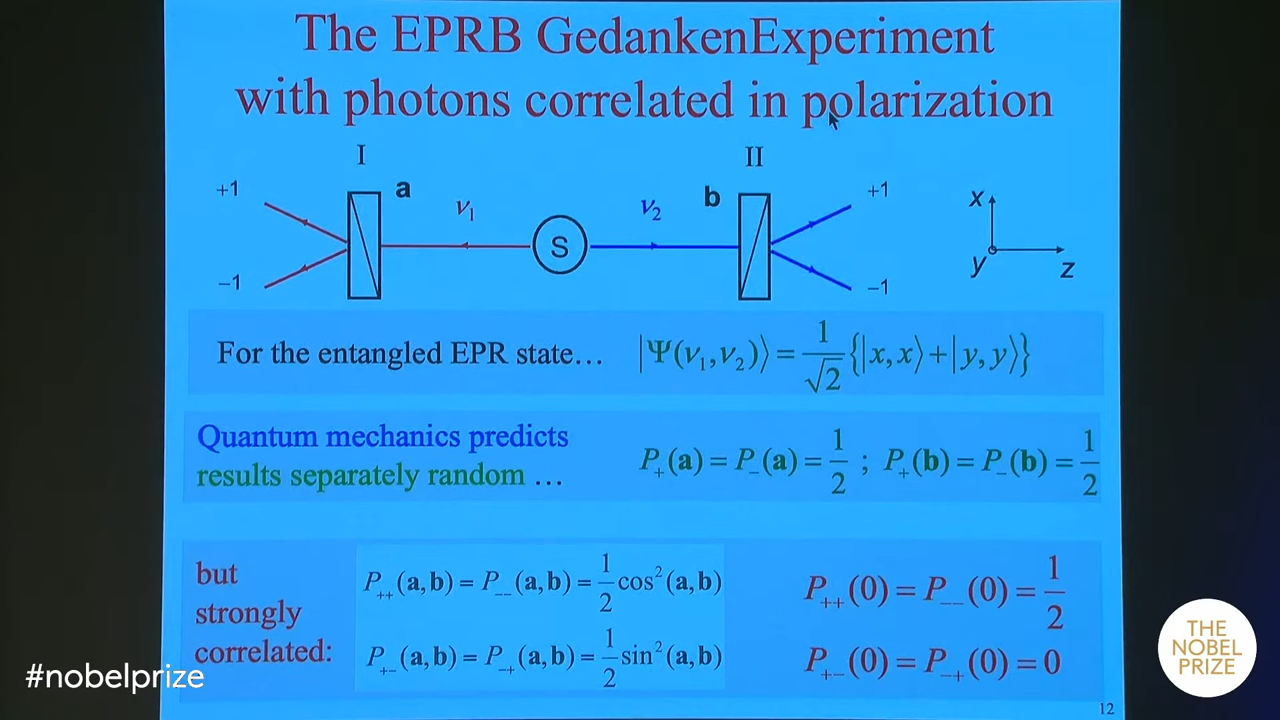 The EPRB GedankenExperiment
with photons correlated in polarization
I
II
+1
a
ν₁
S
ν₂
b
+1
−1
−1
x
y
z
For the entangled EPR state… |Ψ(ν₁,ν₂)⟩ = 1/√2 {|x,x⟩+|y,y⟩}
Quantum mechanics predicts
results separately random …
P₊(a) = P₋(a) = 1/2 ; P₊(b) = P₋(b) = 1/2
but
strongly
correlated:
P₊₊(a,b) = P₋₋(a,b) = 1/2 cos²(a,b)
P₊₋(a,b) = P₋₊(a,b) = 1/2 sin²(a,b)
P₊₊(0) = P₋₋(0) = 1/2
P₊₋(0) = P₋₊(0) = 0
#nobelprize
THE
NOBEL
PRIZE
12